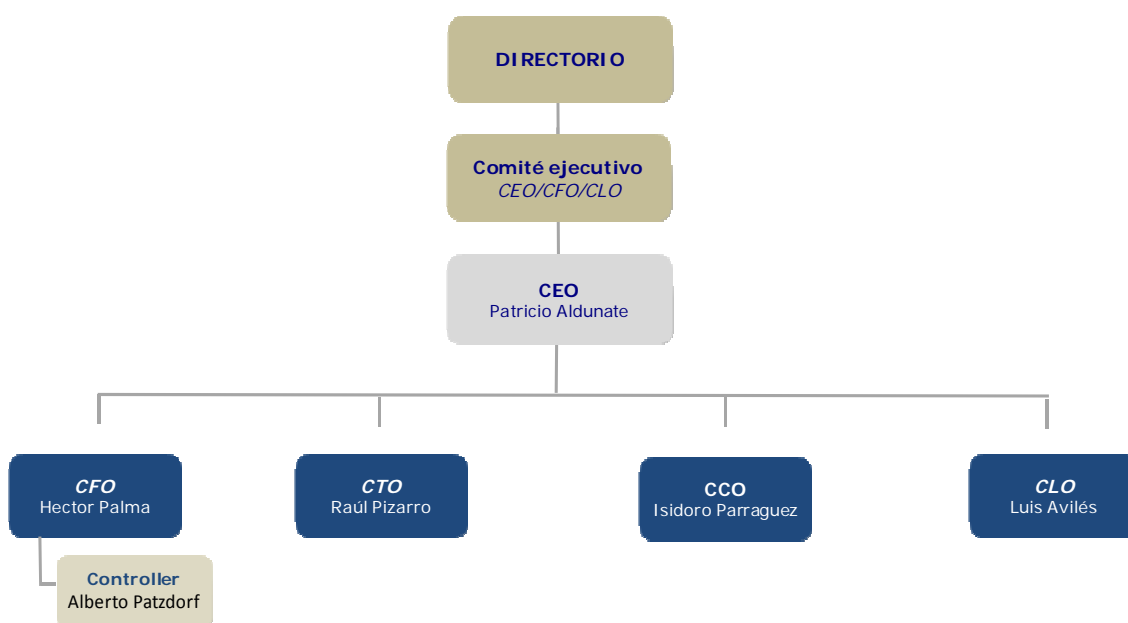 DIRECTORIO
Comité ejecutivo
CEO/CFO/CLO
CEO
Patricio Aldunate
CFO
Hector Palma
CTO
Raúl Pizarro
CCO
Isidoro Parraguez
CLO
Luis Avilés
Controller
Alberto Patzdorf